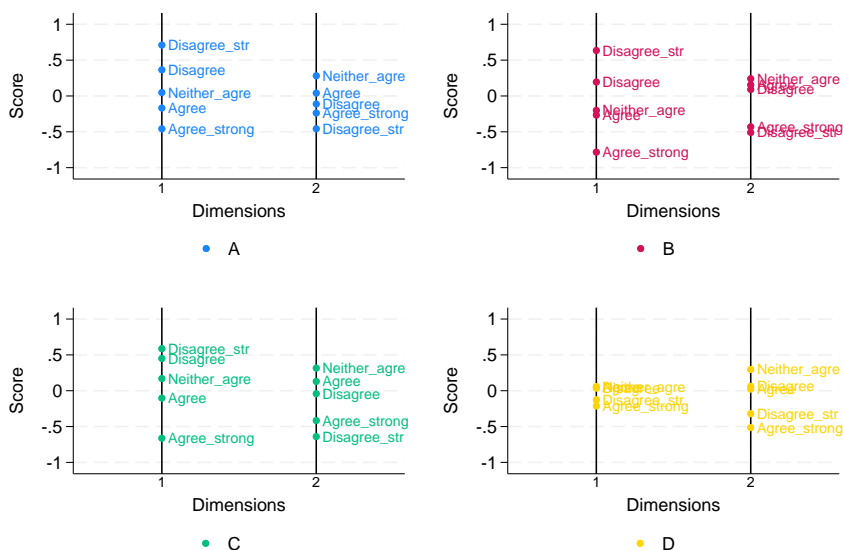 1
.5
0
-.5
-1
Score
Disagree_str
Disagree
Neither_agre
Agree
Agree_strong
Neither_agre
Agree
Disagree
Agree_strong
Disagree_str
1
2
Dimensions
A
1
.5
0
-.5
-1
Score
Disagree_str
Disagree
Neither_agre
Agree
Agree_strong
Neither_agre
Agree
Disagree
Agree_strong
Disagree_str
1
2
Dimensions
B
1
.5
0
-.5
-1
Score
Disagree_str
Disagree
Neither_agre
Agree
Agree_strong
Neither_agre
Agree
Disagree
Agree_strong
Disagree_str
1
2
Dimensions
C
1
.5
0
-.5
-1
Score
Neither_agre
Disagree_str
Agree_strong
Neither_agre
Disagree
Agree
Disagree_str
Agree_strong
1
2
Dimensions
D